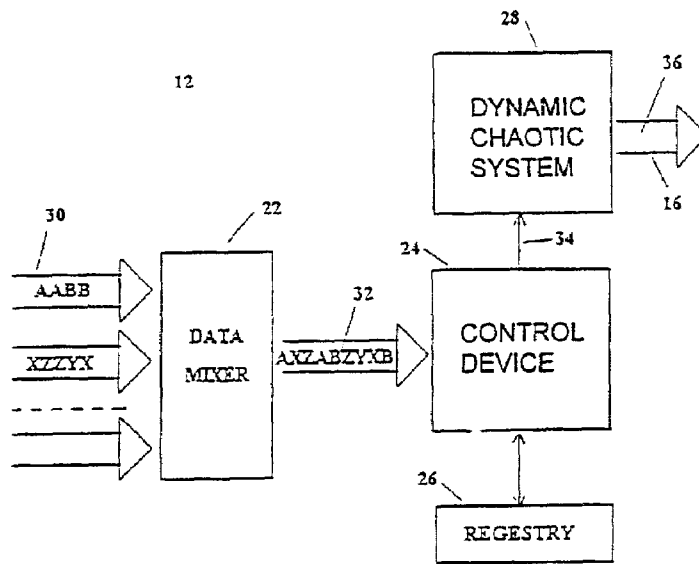 28
36
12
DYNAMIC
CHAOTIC
SYSTEM
16
30
22
24
34
AABB
32
DATA
MIXER
XZZYX
AXZABZYXB
CONTROL
DEVICE
26
REGESTRY